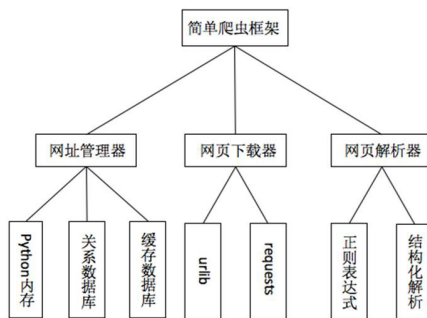 简单爬虫框架
网址管理器
网页下载器
网页解析器
Python内存
关系数据库
缓存数据库
urlib
requests
正则表达式
结构化解析